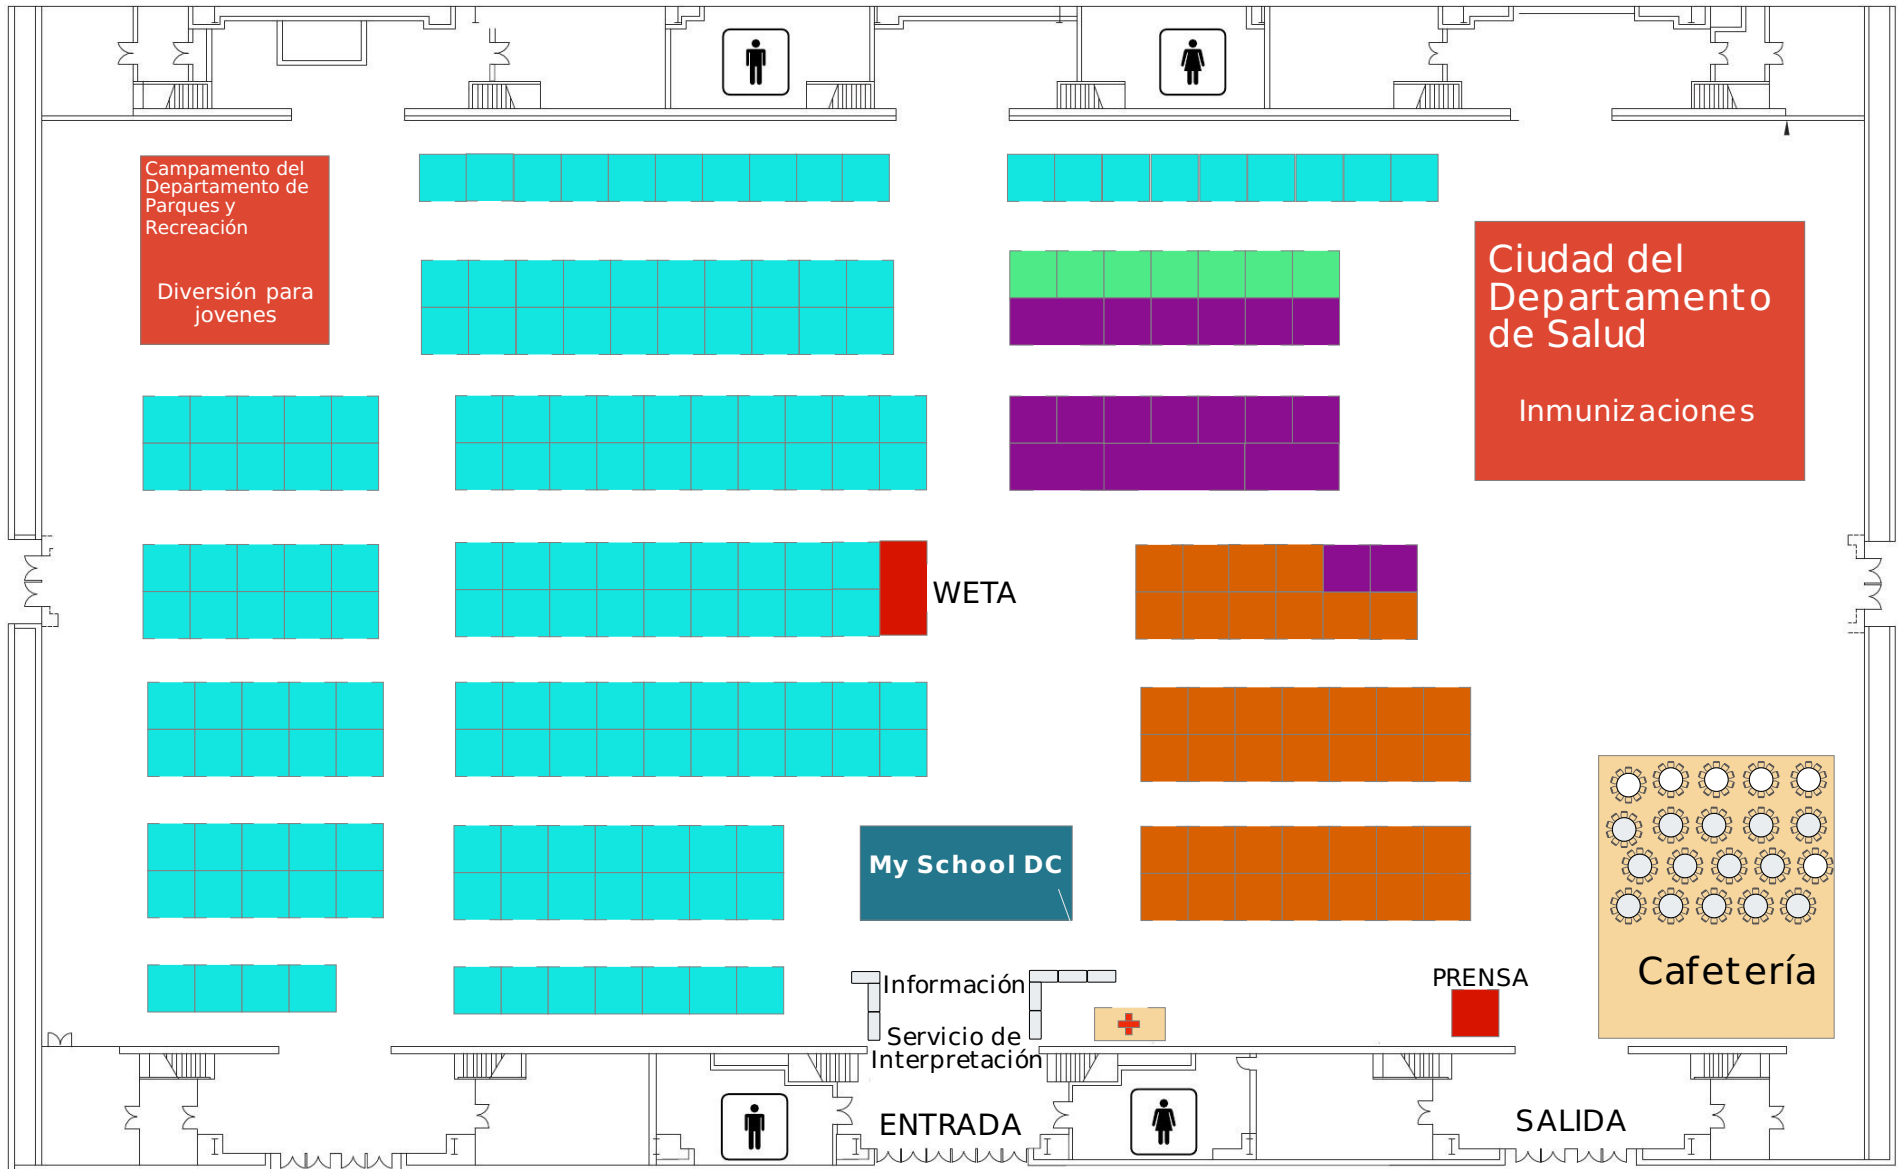 Campamento del
Departamento de
Parques y
Recreación
Diversión para
jovenes
Ciudad del
Departamento
de Salud
Inmunizaciones
WETA
My School DC
Cafetería
Información
PRENSA
Servicio de
Interpretación
ENTRADA
SALIDA